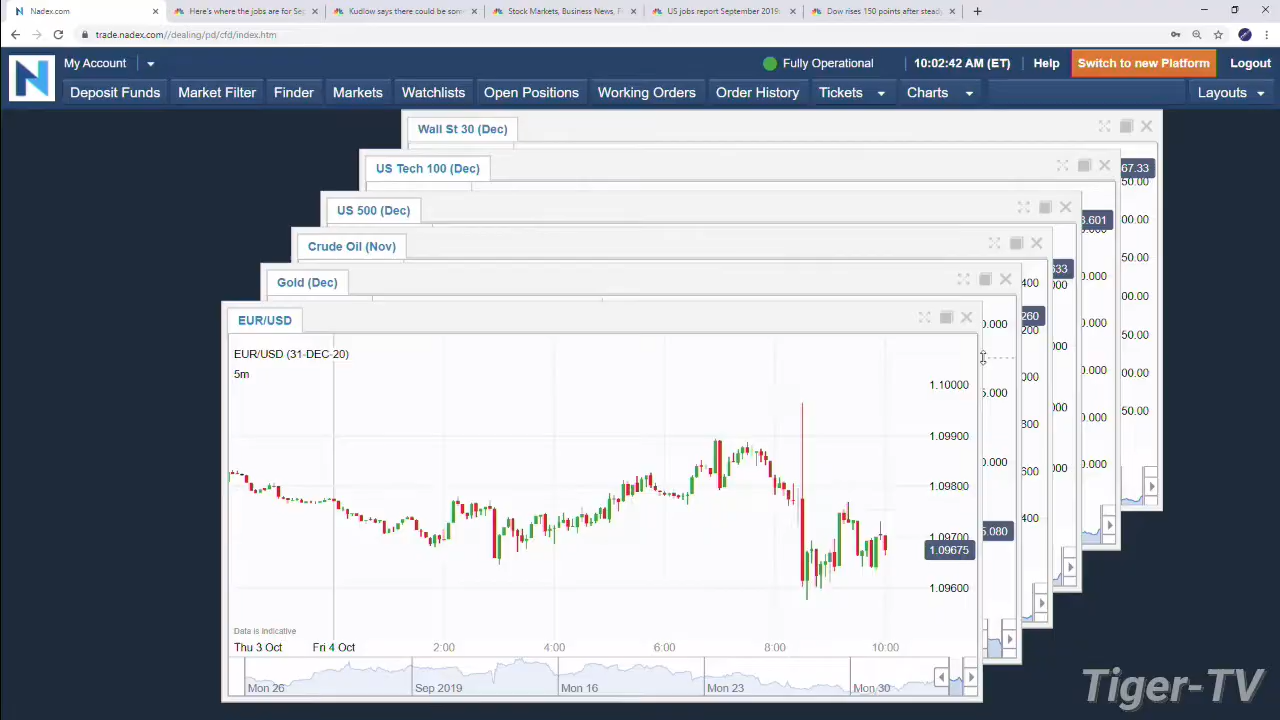 Nadex.com
Here's where the jobs are for Sep
Kudlow says there could be som
Stock Markets, Business News, F
US jobs report September 2019:
Dow rises 150 points after stead
trade.nadex.com//dealing/pd/cfd/index.htm
My Account
Fully Operational
10:02:42 AM (ET)
Help
Switch to new Platform
Logout
Deposit Funds
Market Filter
Finder
Markets
Watchlists
Open Positions
Working Orders
Order History
Tickets
Charts
Layouts
Wall St 30 (Dec)
US Tech 100 (Dec)
US 500 (Dec)
Crude Oil (Nov)
Gold (Dec)
EUR/USD
EUR/USD (31-DEC-20)
5m
1.10000
1.09900
1.09800
1.09700
1.09675
1.09600
Data is indicative
Thu 3 Oct
Fri 4 Oct
2:00
4:00
6:00
8:00
10:00
Mon 26
Sep 2019
Mon 16
Mon 23
Mon 30
Tiger-TV